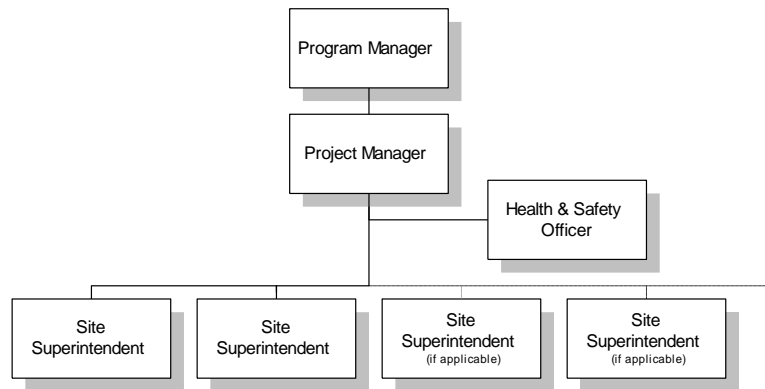 Program Manager
Project Manager
Health & Safety
Officer
Site
Superintendent
Site
Superintendent
Site
Superintendent
(if applicable)
Site
Superintendent
(if applicable)